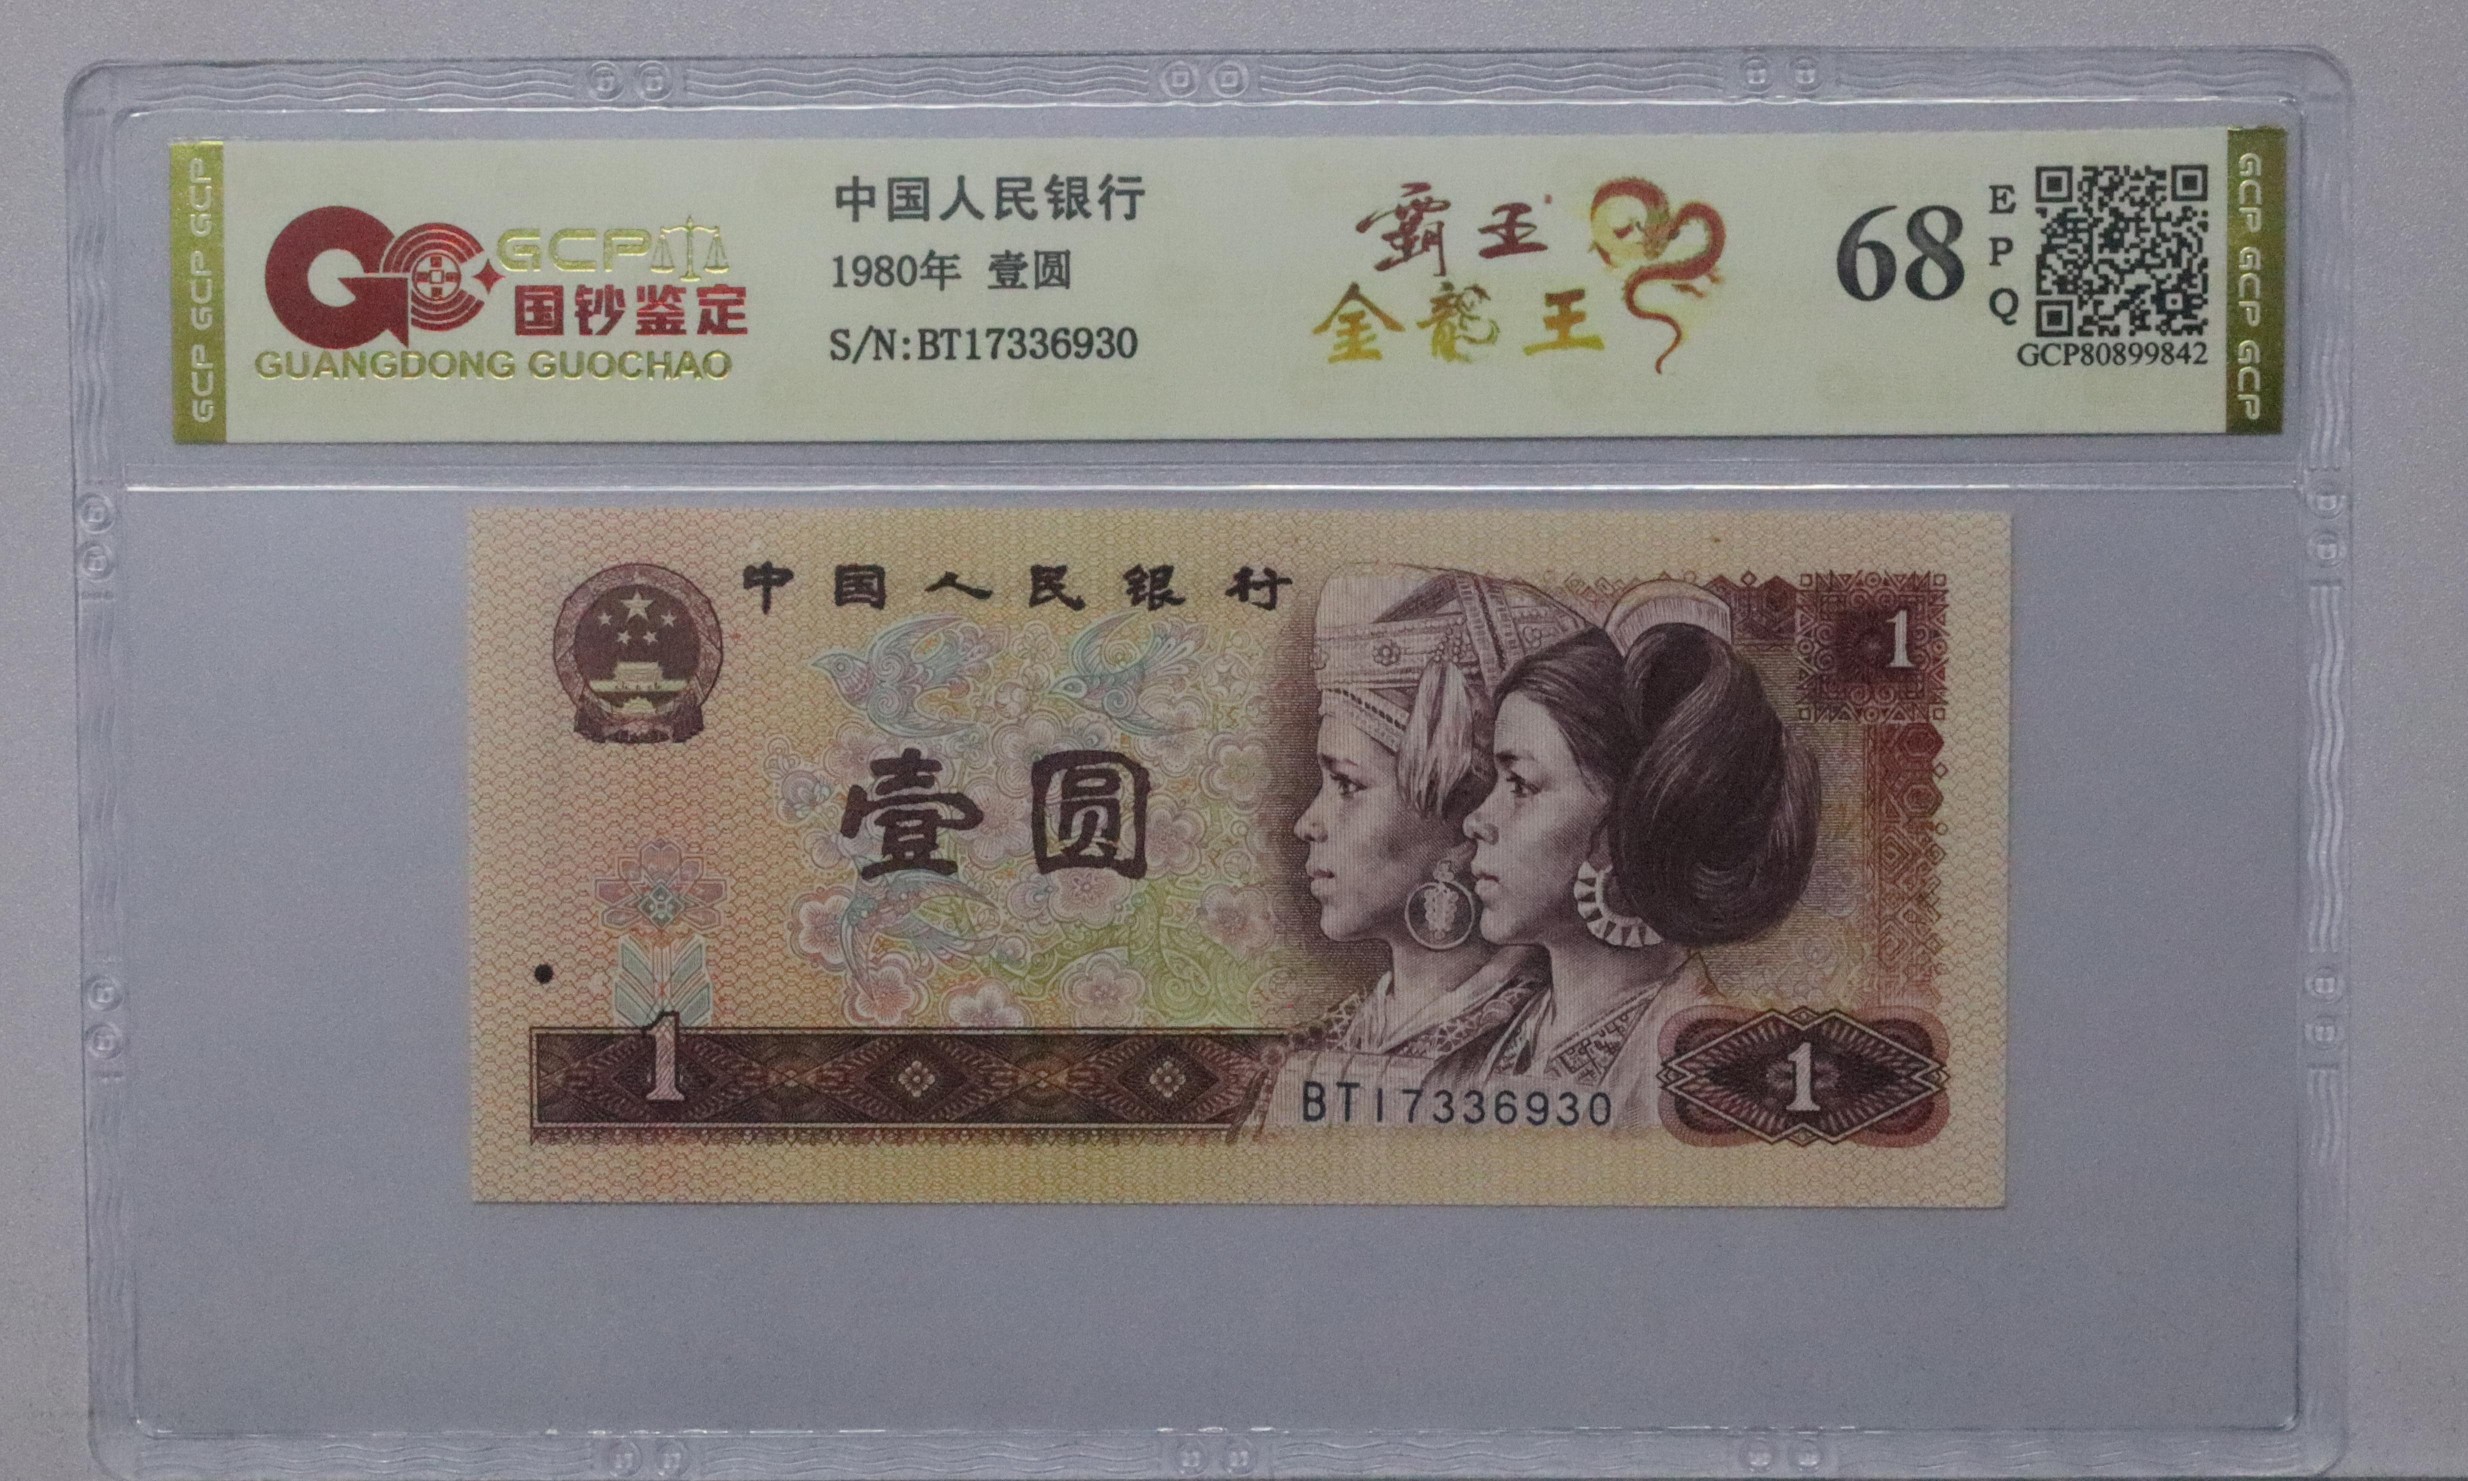 GCP GCP GCP
GCP
国钞鉴定
GUANGDONG GUOCHAO
中国人民银行
1980年 壹圆
S/N:BT17336930
霸王
金龍王
68
EPQ
GCP80899842
GCP GCP GCP
中国人民银行
1
壹圆
1
1
BT17336930